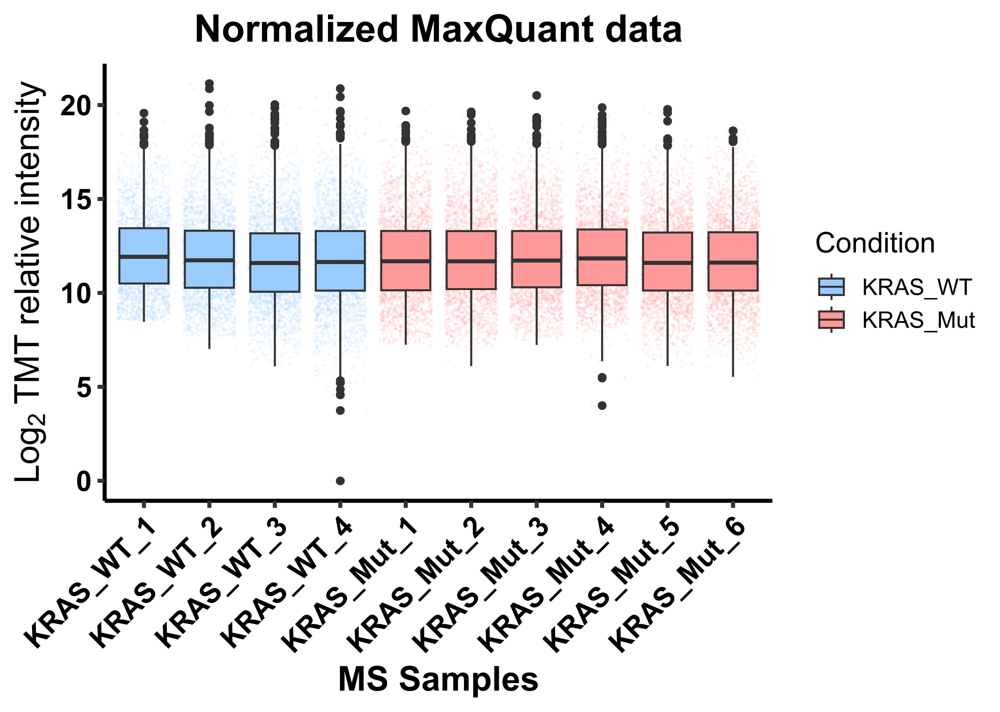 Normalized MaxQuant data
Log₂ TMT relative intensity
20
15
10
5
0
KRAS_WT_1
KRAS_WT_2
KRAS_WT_3
KRAS_WT_4
KRAS_Mut_1
KRAS_Mut_2
KRAS_Mut_3
KRAS_Mut_4
KRAS_Mut_5
KRAS_Mut_6
MS Samples
Condition
KRAS_WT
KRAS_Mut